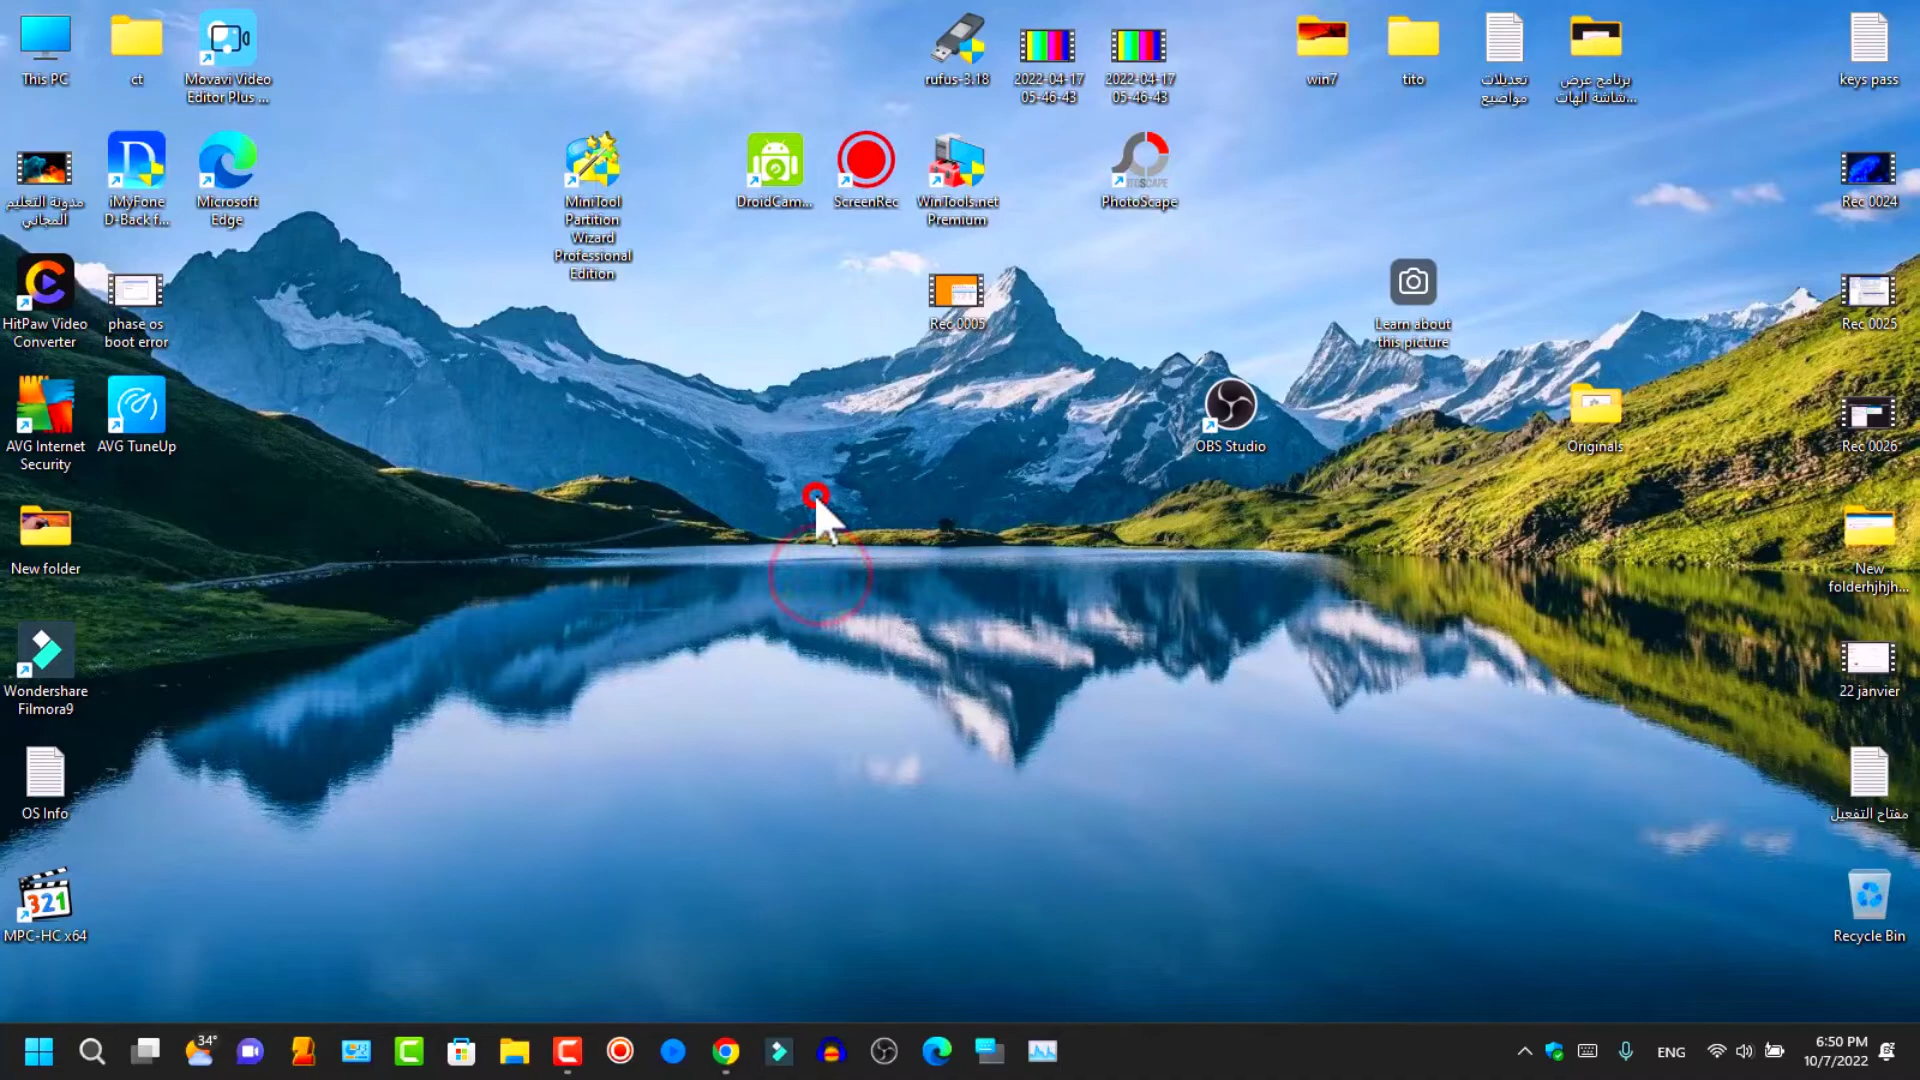 This PC
ct
Movavi Video
Editor Plus ...
rufus-3.18
2022-04-17
05-46-43
2022-04-17
05-46-43
win7
tito
تعديلات
مواضيع
برنامج عرض
شاشة الهات...
keys pass
مدونة التعليم
المجاني
iMyFone
D-Back f...
Microsoft
Edge
MiniTool
Partition
Wizard
Professional
Edition
DroidCam...
ScreenRec
WinTools.net
Premium
PhotoScape
Rec 0024
HitPaw Video
Converter
phase os
boot error
Rec 0005
Learn about
this picture
Rec 0025
AVG Internet
Security
AVG TuneUp
OBS Studio
Originals
Rec 0026
New folder
New
folderhjhjh...
Wondershare
Filmora9
22 janvier
OS Info
مفتاح التفعيل
321
MPC-HC x64
Recycle Bin
34°
ENG
6:50 PM
10/7/2022